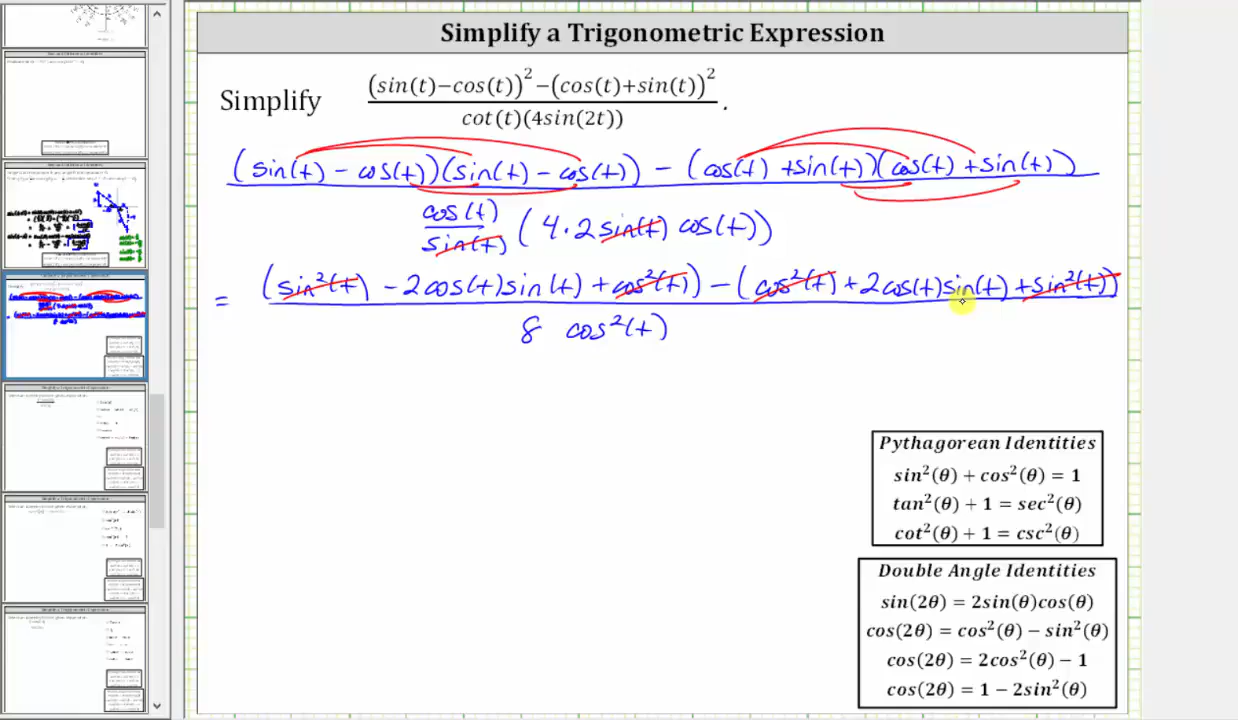 Simplify a Trigonometric Expression
Simplify (sin(t)−cos(t))²−(cos(t)+sin(t))² / cot(t)(4sin(2t)) .
(sin(t) − cos(t))(sin(t) − cos(t)) − (cos(t) + sin(t))(cos(t) + sin(t))
cos(t)/sin(t) (4·2 sin(t) cos(t))
= (sin²(t) − 2cos(t)sin(t) + cos²(t)) − (cos²(t) + 2cos(t)sin(t) + sin²(t))
8 cos²(t)
Pythagorean Identities
sin²(θ) + cos²(θ) = 1
tan²(θ) + 1 = sec²(θ)
cot²(θ) + 1 = csc²(θ)
Double Angle Identities
sin(2θ) = 2sin(θ)cos(θ)
cos(2θ) = cos²(θ) − sin²(θ)
cos(2θ) = 2cos²(θ) − 1
cos(2θ) = 1 − 2sin²(θ)